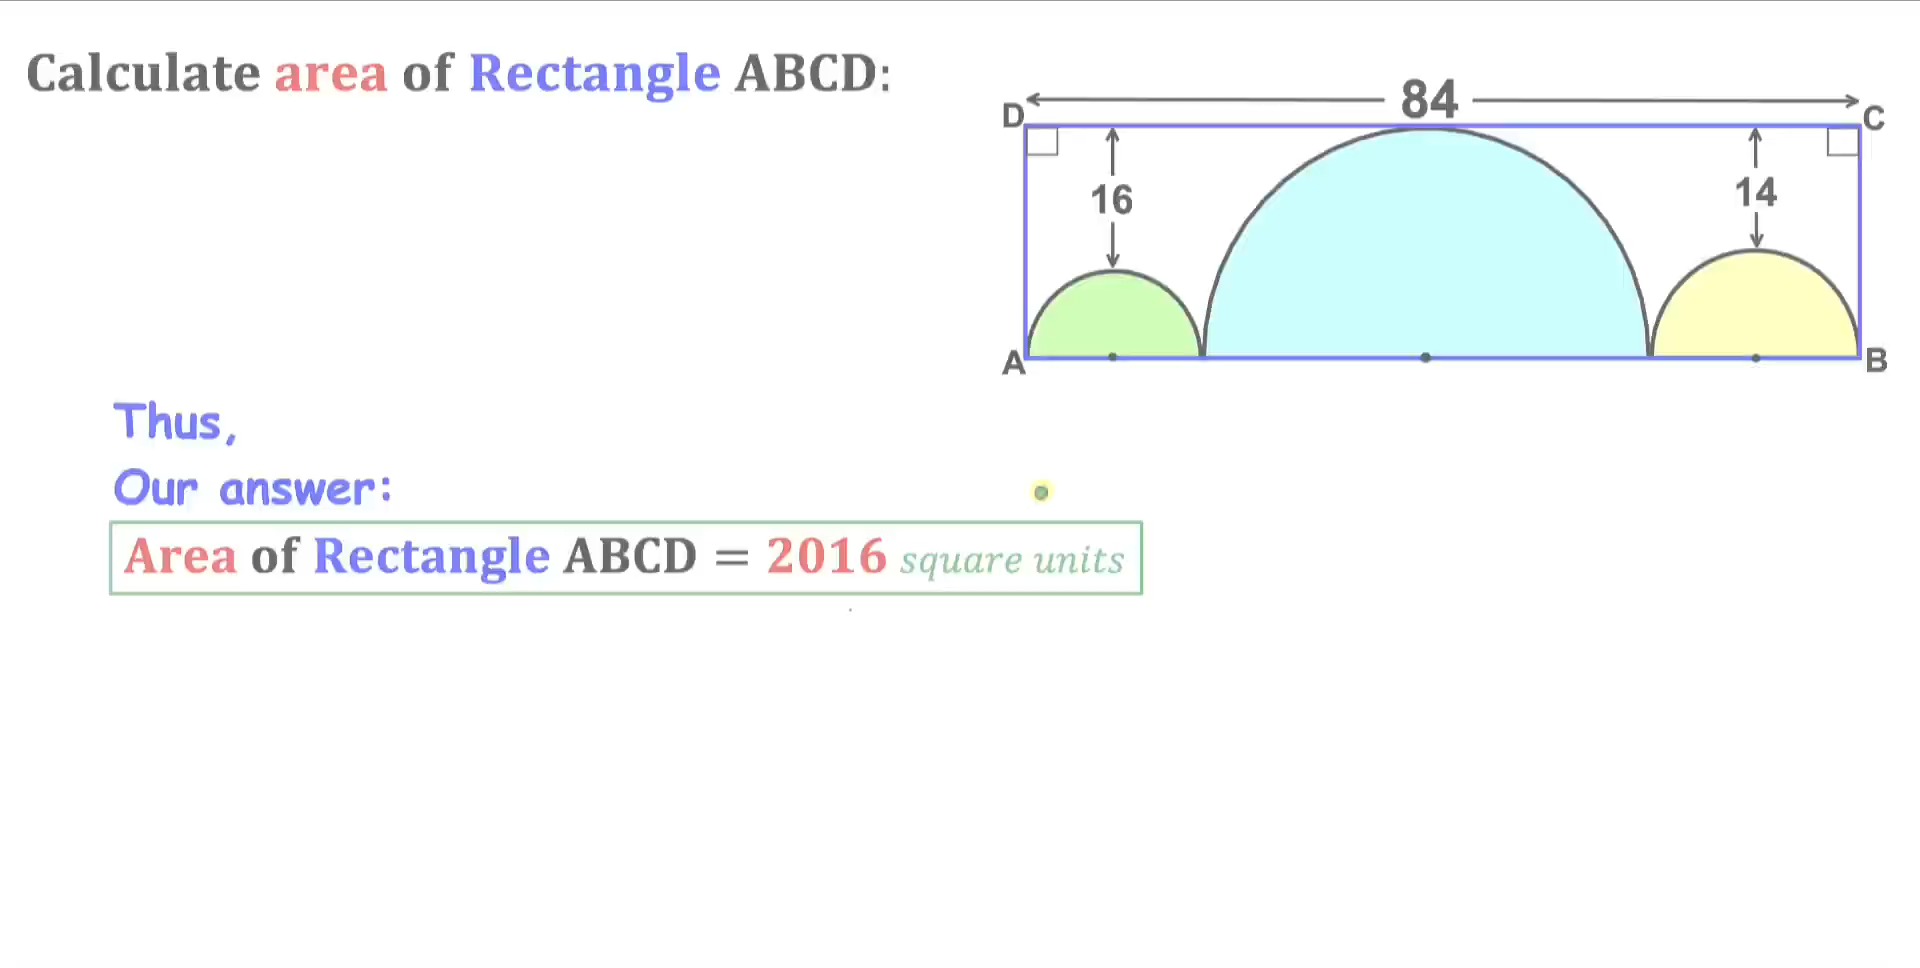 Calculate area of Rectangle ABCD:
84
D
C
16
14
A
B
Thus,
Our answer:
Area of Rectangle ABCD = 2016 square units